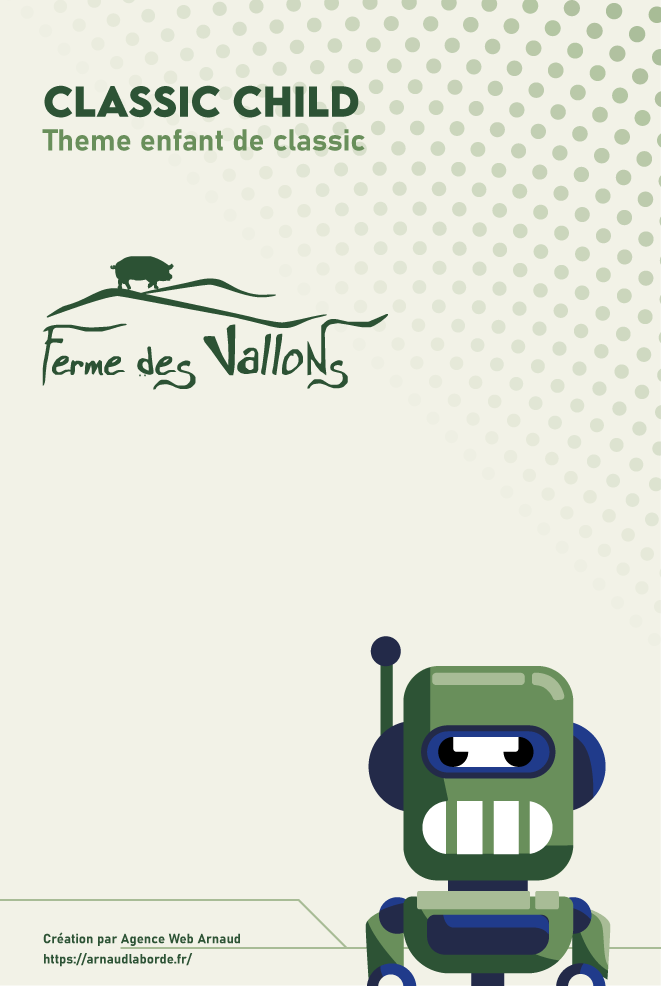 CLASSIC CHILD
Theme enfant de classic
Ferme des Vallons
Création par Agence Web Arnaud
https://arnaudlaborde.fr/